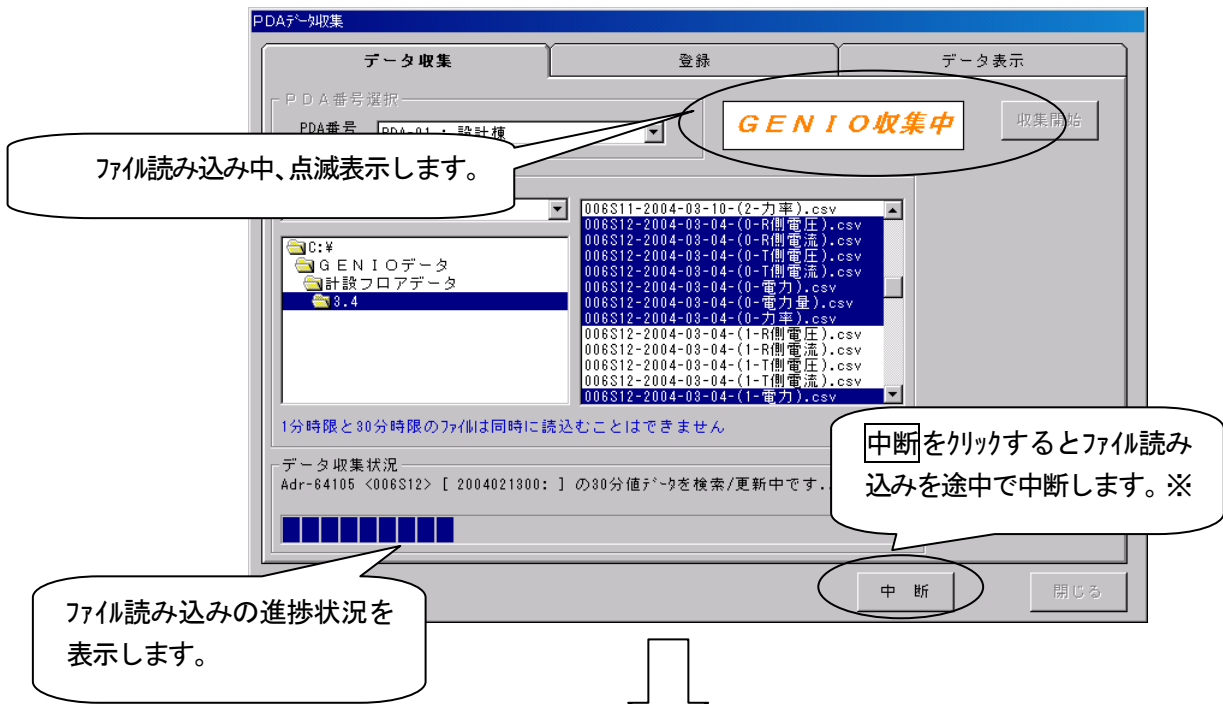 PDAデータ収集
データ収集
登録
データ表示
PDA番号選択
PDA番号
PDA-01 : 設計棟
GENIO収集中
収集開始
ファイル読み込み中、点滅表示します。
C:¥
GENIOデータ
計設フロアデータ
3.4
006S11-2004-03-10-(2-力率).csv
006S12-2004-03-04-(0-R側電圧).csv
006S12-2004-03-04-(0-R側電流).csv
006S12-2004-03-04-(0-T側電圧).csv
006S12-2004-03-04-(0-T側電流).csv
006S12-2004-03-04-(0-電力).csv
006S12-2004-03-04-(0-電力量).csv
006S12-2004-03-04-(0-力率).csv
006S12-2004-03-04-(1-R側電圧).csv
006S12-2004-03-04-(1-R側電流).csv
006S12-2004-03-04-(1-T側電圧).csv
006S12-2004-03-04-(1-T側電流).csv
006S12-2004-03-04-(1-電力).csv
1分時限と30分時限のファイルは同時に読込むことはできません
中断をクリックするとファイル読み
込みを途中で中断します。※
データ収集状況
Adr-64105 <006S12> [ 2004021300: ] の30分値データを検索/更新中です..
ファイル読み込みの進捗状況を
表示します。
中 断
閉じる